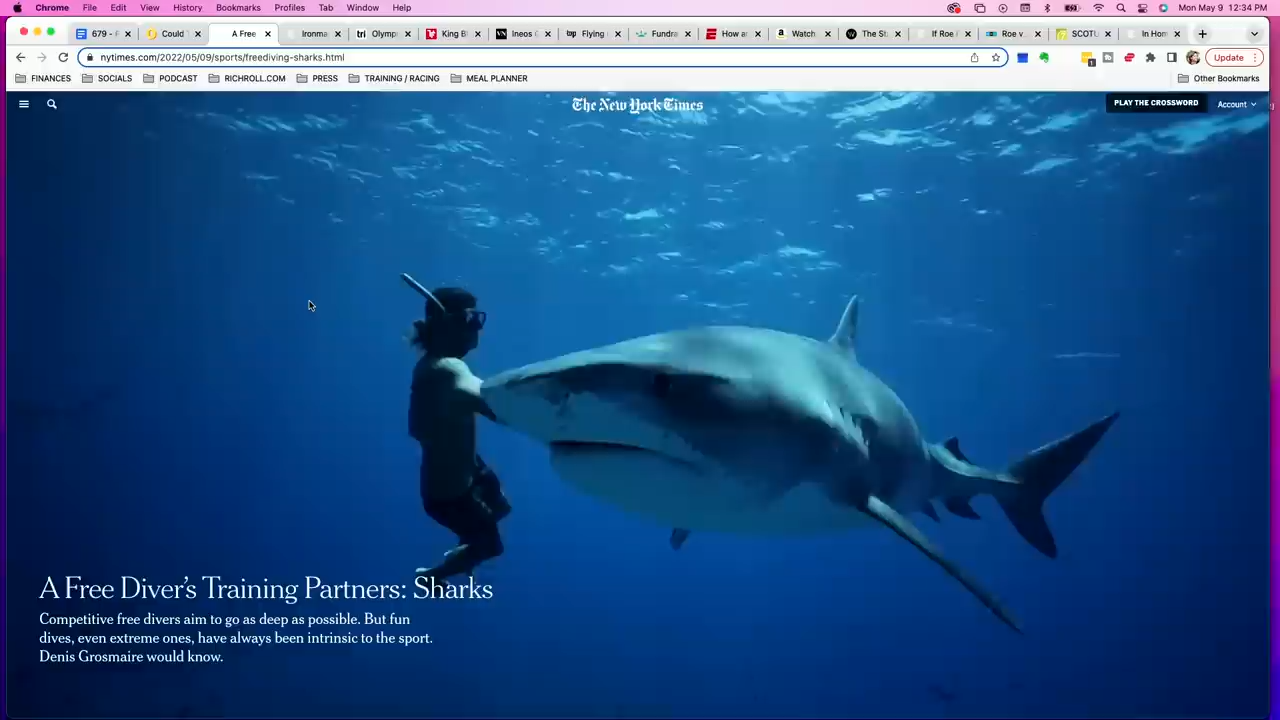 Chrome File Edit View History Bookmarks Profiles Tab Window Help Mon May 9 12:34 PM
679 - Could A Free Ironma tri Olymp King B Ineos bp Flying Fundra How a Watch The S If Roe Roe v SCOTU In Hom
nytimes.com/2022/05/09/sports/freediving-sharks.html Update
FINANCES SOCIALS PODCAST RICHROLL.COM PRESS TRAINING / RACING MEAL PLANNER Other Bookmarks
The New York Times PLAY THE CROSSWORD Account
A Free Diver’s Training Partners: Sharks
Competitive free divers aim to go as deep as possible. But fun
dives, even extreme ones, have always been intrinsic to the sport.
Denis Grosmaire would know.